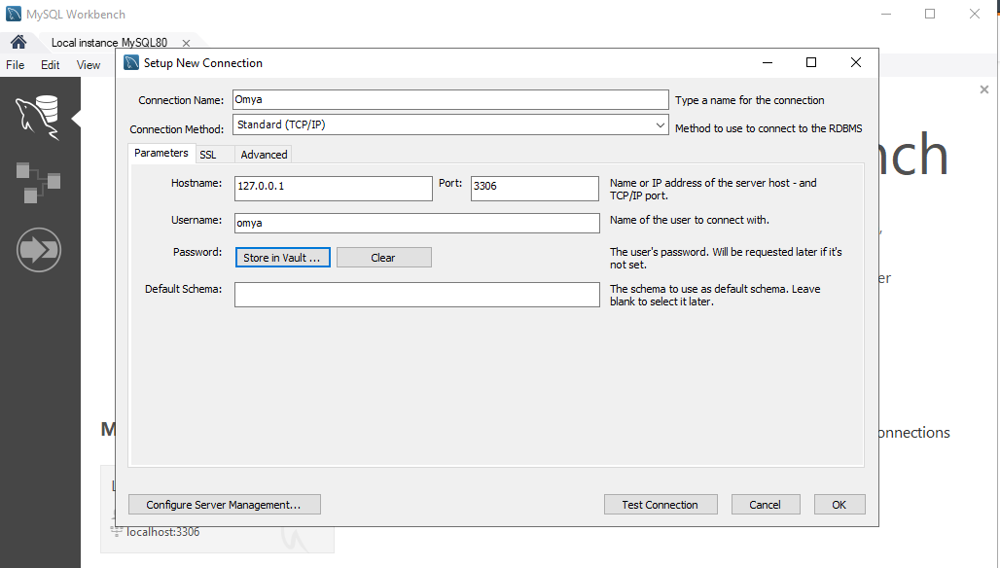 MySQL Workbench
Local instance MySQL80
File Edit View
Setup New Connection
Connection Name: Omya Type a name for the connection
Connection Method: Standard (TCP/IP) Method to use to connect to the RDBMS
Parameters SSL Advanced
Hostname: 127.0.0.1 Port: 3306 Name or IP address of the server host - and
TCP/IP port.
Username: omya Name of the user to connect with.
Password: Store in Vault ... Clear The user's password. Will be requested later if it's
not set.
Default Schema: The schema to use as default schema. Leave
blank to select it later.
Configure Server Management... Test Connection Cancel OK
nch
er
M
onnections
L
localhost:3306